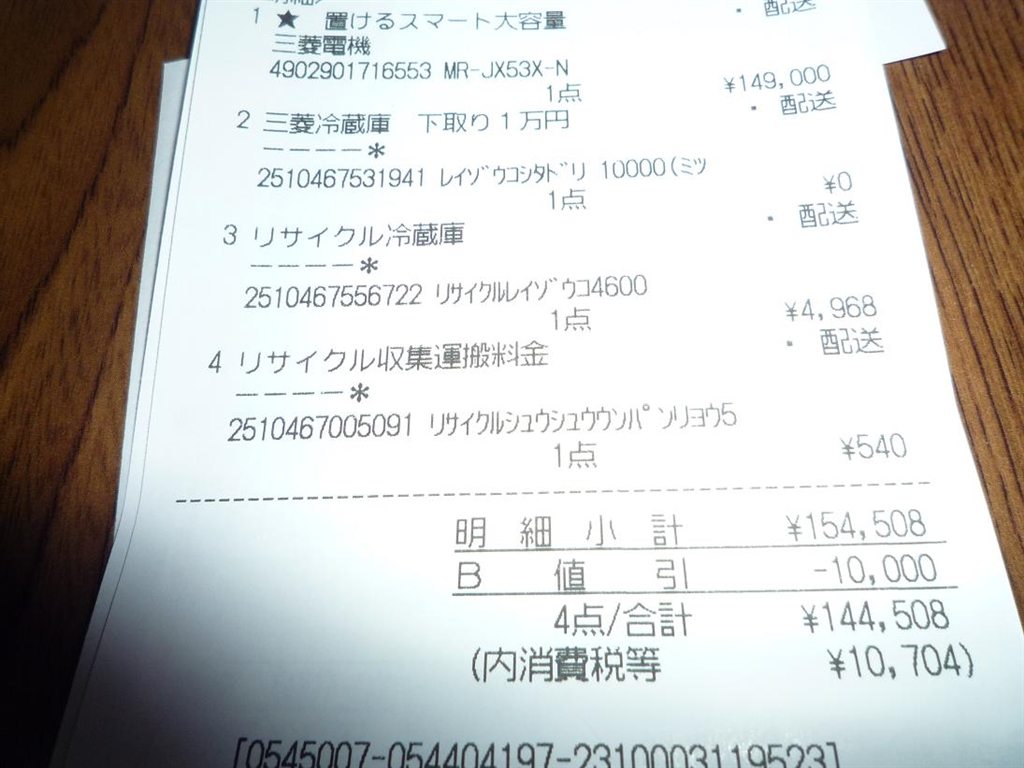 1 ★ 置けるスマート大容量 ・ 配送
三菱電機
4902901716553 MR-JX53X-N
1点 ¥149,000
2 三菱冷蔵庫 下取り1万円 ・ 配送
ーーーー*
2510467531941 レイゾウコシタドリ 10000(ミツ
1点 ¥0
3 リサイクル冷蔵庫 ・ 配送
ーーーー*
2510467556722 リサイクルレイゾウコ4600
1点 ¥4,968
4 リサイクル収集運搬料金 ・ 配送
ーーーー*
2510467005091 リサイクルシュウシュウウンパンリョウ5
1点 ¥540
明細小計 ¥154,508
B 値引 -10,000
4点/合計 ¥144,508
(内消費税等 ¥10,704)
[0545007-054404197-2310003119523]